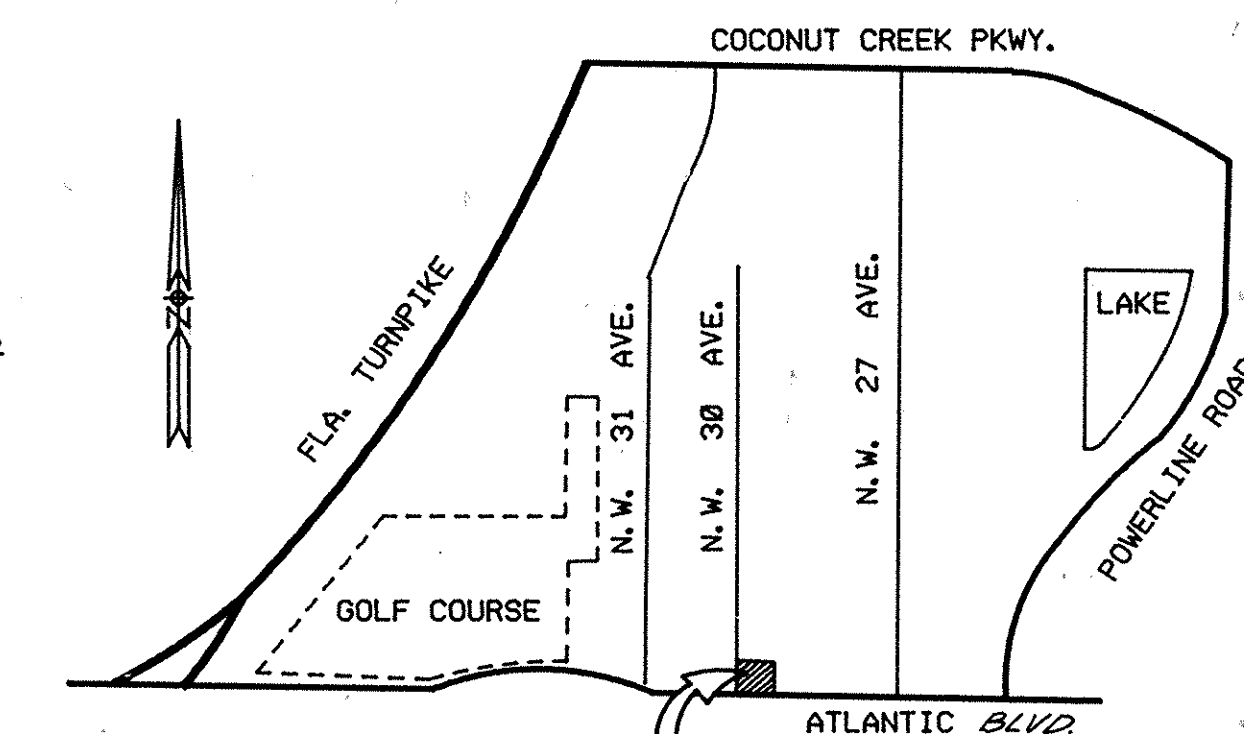 COCONUT CREEK PKWY.
FLA. TURNPIKE
N.W. 31 AVE.
N.W. 30 AVE.
N.W. 27 AVE.
LAKE
POWERLINE ROAD
GOLF COURSE
ATLANTIC BLVD.
N